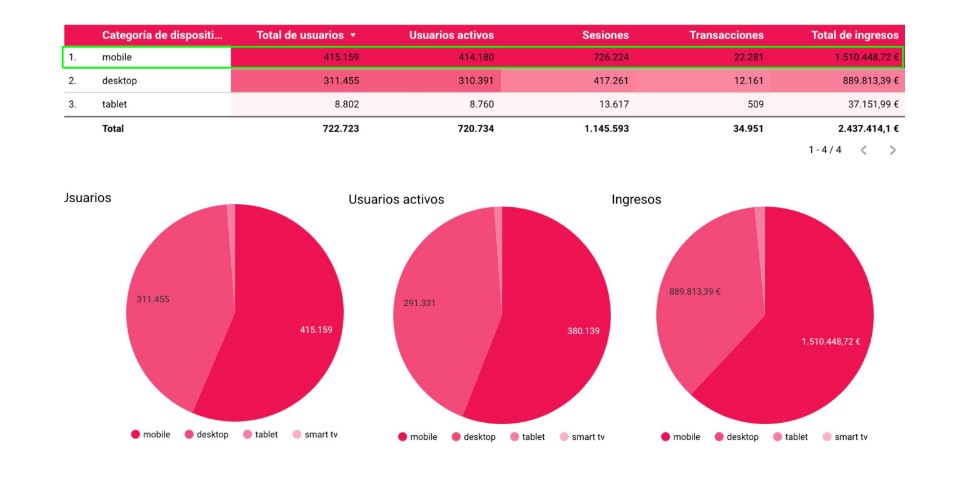 Categoría de dispositi... Total de usuarios ▼ Usuarios activos Sesiones Transacciones Total de ingresos
1. mobile 415.159 414.180 726.224 22.281 1.510.448,72 €
2. desktop 311.455 310.391 417.261 12.161 889.813,39 €
3. tablet 8.802 8.760 13.617 509 37.151,99 €
Total 722.723 720.734 1.145.593 34.951 2.437.414,1 €
1 - 4 / 4 < >
Jsuarios
311.455
415.159
mobile desktop tablet smart tv
Usuarios activos
291.331
380.139
mobile desktop tablet smart tv
Ingresos
889.813,39 €
1.510.448,72 €
mobile desktop tablet smart tv